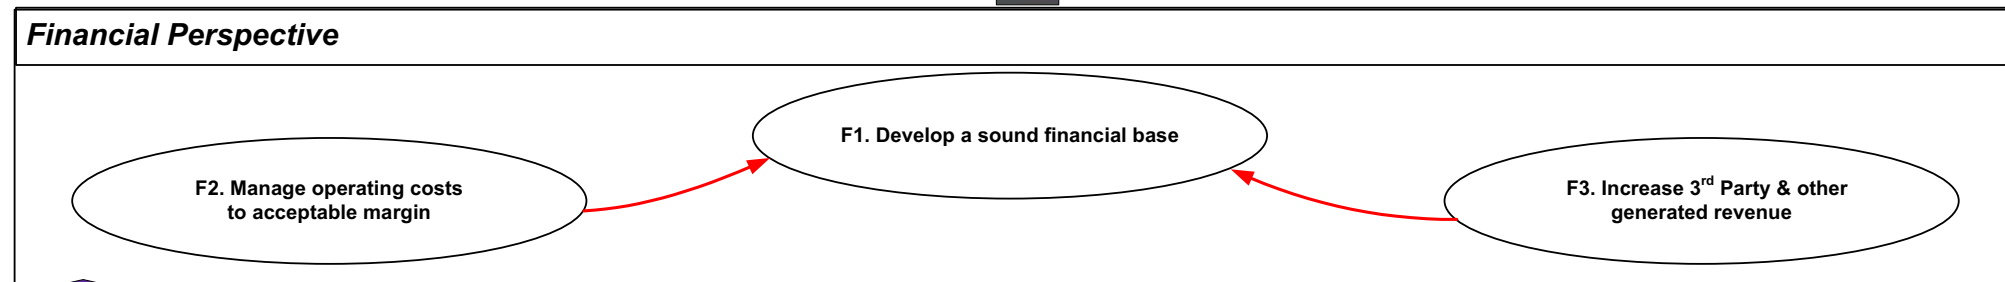 Financial Perspective
F1. Develop a sound financial base
F2. Manage operating costs
to acceptable margin
F3. Increase 3rd Party & other
generated revenue